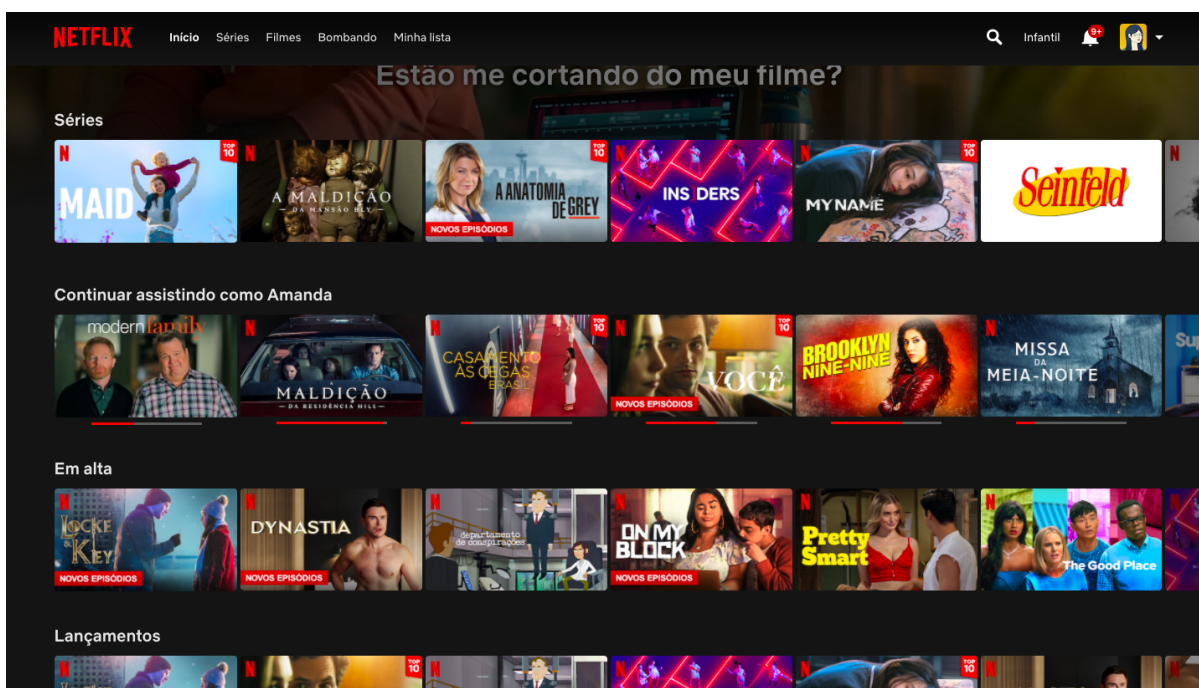 NETFLIX Início Séries Filmes Bombando Minha lista Infantil 9+
Estão me cortando do meu filme?
Séries
N MAID TOP 10
N A MALDIÇÃO DA MANSÃO BLY
A ANATOMIA DE GREY TOP 10 NOVOS EPISÓDIOS
N INS DERS
N MY NAME TOP 10
Seinfeld
N
Continuar assistindo como Amanda
modern family
N MALDIÇÃO DA RESIDÊNCIA HILL
N CASAMENTO ÀS CEGAS BRASIL TOP 10
N VOCÊ TOP 10 NOVOS EPISÓDIOS
BROOKLYN NINE-NINE
N MISSA DA MEIA-NOITE
Su
Em alta
N LOCKE & KEY NOVOS EPISÓDIOS
N DYNASTIA NOVOS EPISÓDIOS
N departamento de conspirações
N ON MY BLOCK NOVOS EPISÓDIOS
N Pretty Smart
N The Good Place
Lançamentos
N
N TOP 10
N
N
N TOP 10
N
N